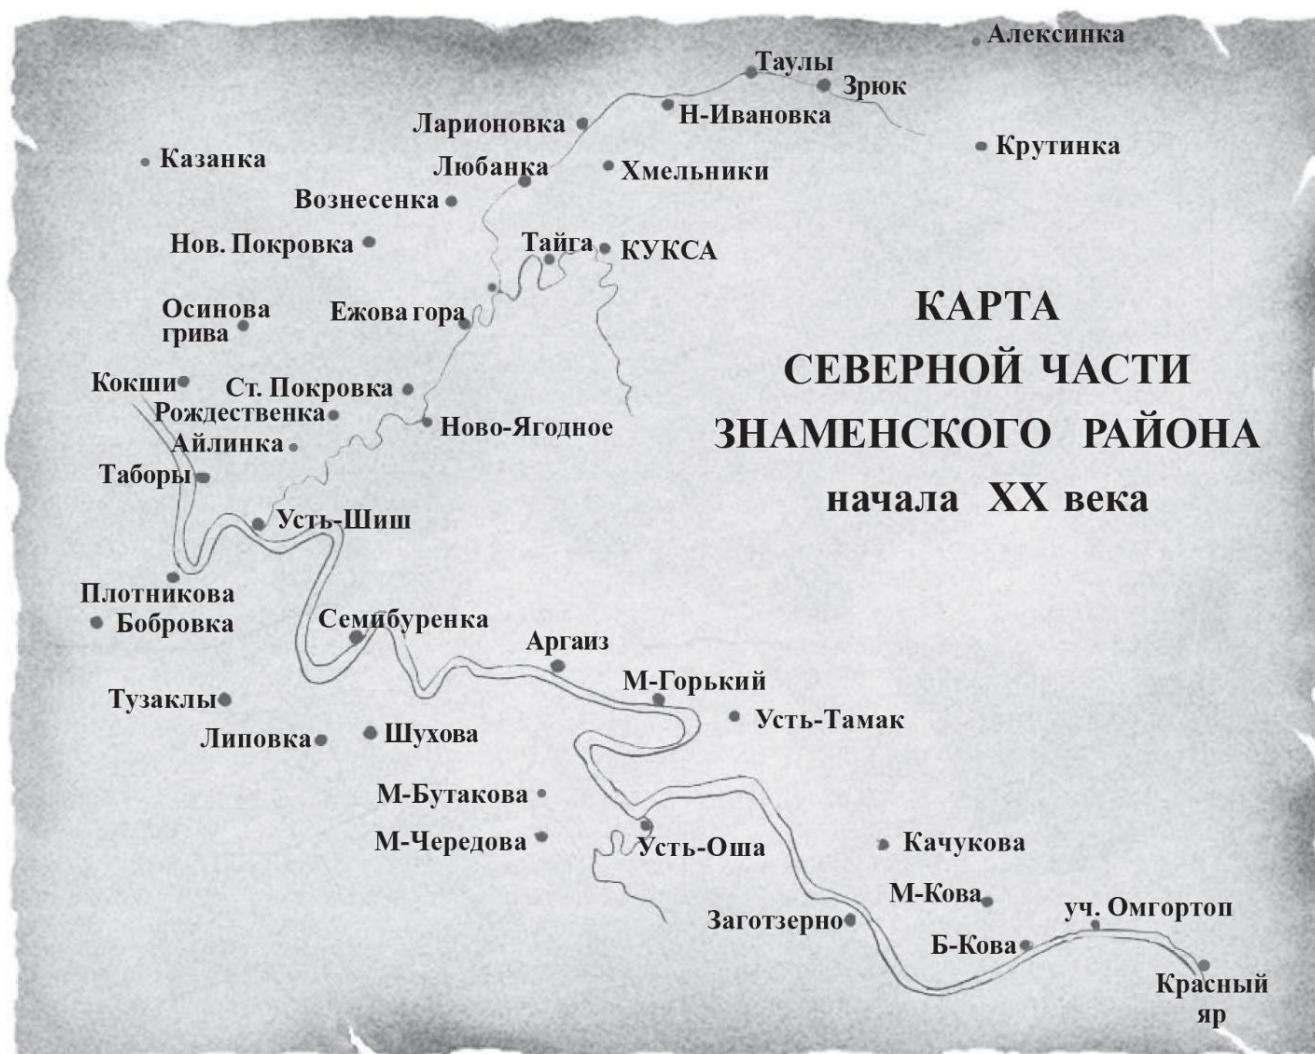 Алексинка
Таулы
Зрюк
Н-Ивановка
Ларионовка
Крутинка
Казанка
Любанка
Хмельники
Вознесенка
Нов. Покровка
Тайга
КУКСА
Осинова
грива
Ежова гора
КАРТА
СЕВЕРНОЙ ЧАСТИ
ЗНАМЕНСКОГО РАЙОНА
начала XX века
Кокши
Ст. Покровка
Рождественка
Ново-Ягодное
Айлинка
Таборы
Усть-Шиш
Плотникова
Бобровка
Семибуренка
Аргаиз
М-Горький
Тузаклы
Усть-Тамак
Липовка
Шухова
М-Бутакова
М-Чередова
Усть-Оша
Качукова
М-Кова
уч. Омгортоп
Заготзерно
Б-Кова
Красный
яр